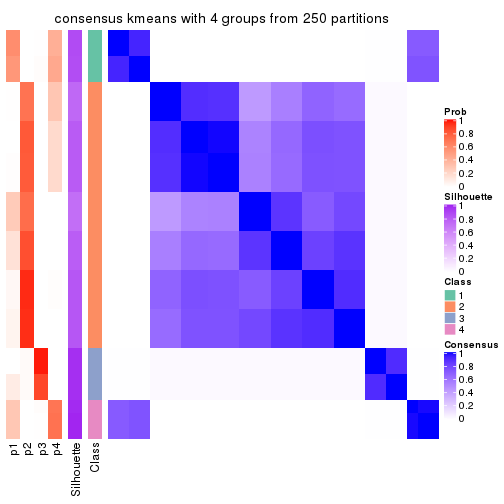 consensus kmeans with 4 groups from 250 partitions
Prob
1
0.8
0.6
0.4
0.2
0
Silhouette
1
0.8
0.6
0.4
0.2
0
Class
1
2
3
4
Consensus
1
0.8
0.6
0.4
0.2
0
p1
p2
p3
p4
Silhouette
Class